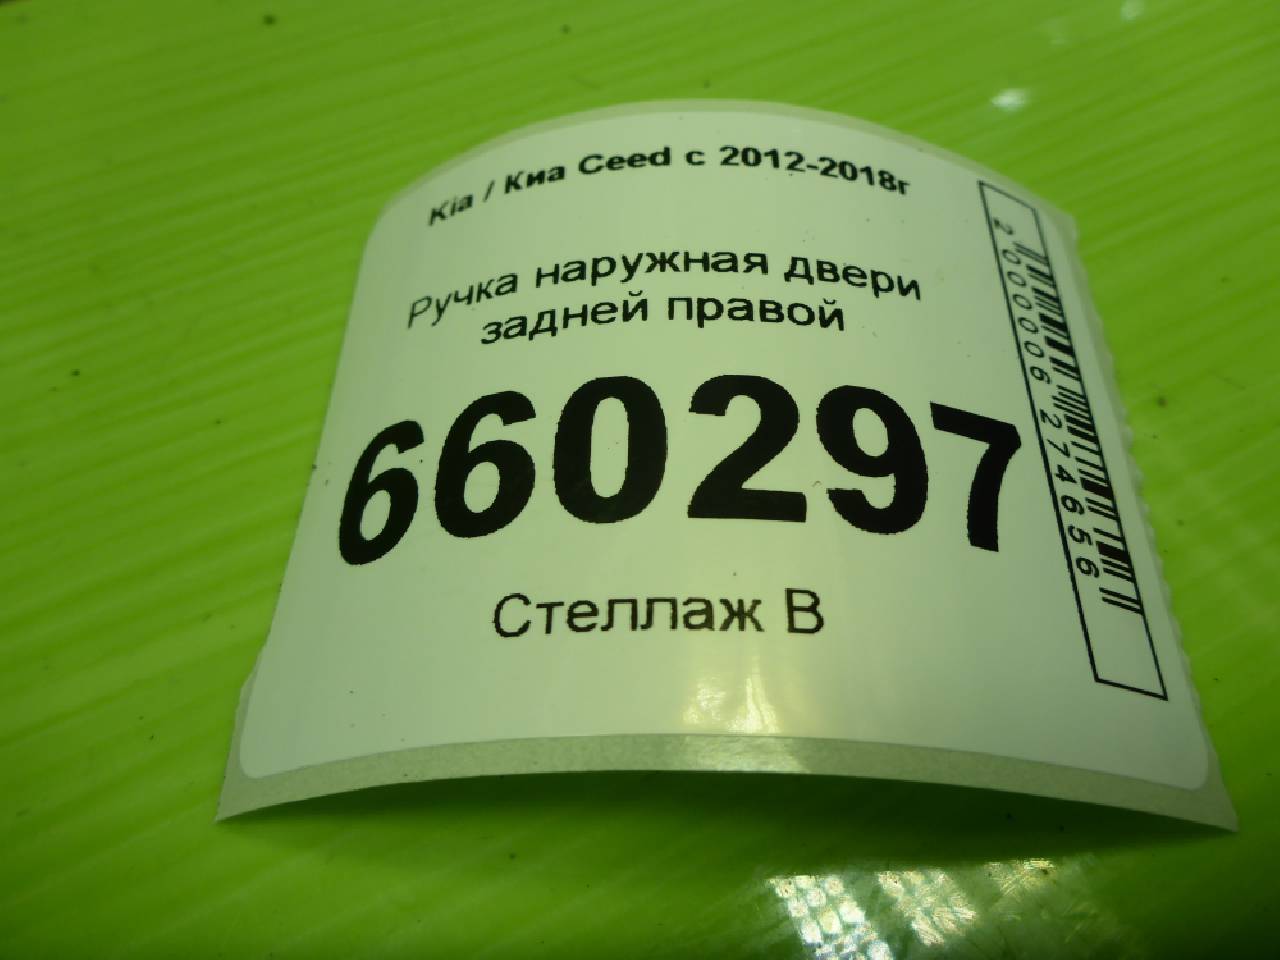 Kia / Киа Ceed с 2012-2018г
Ручка наружная двери
задней правой
660297
Стеллаж В
2000006274656